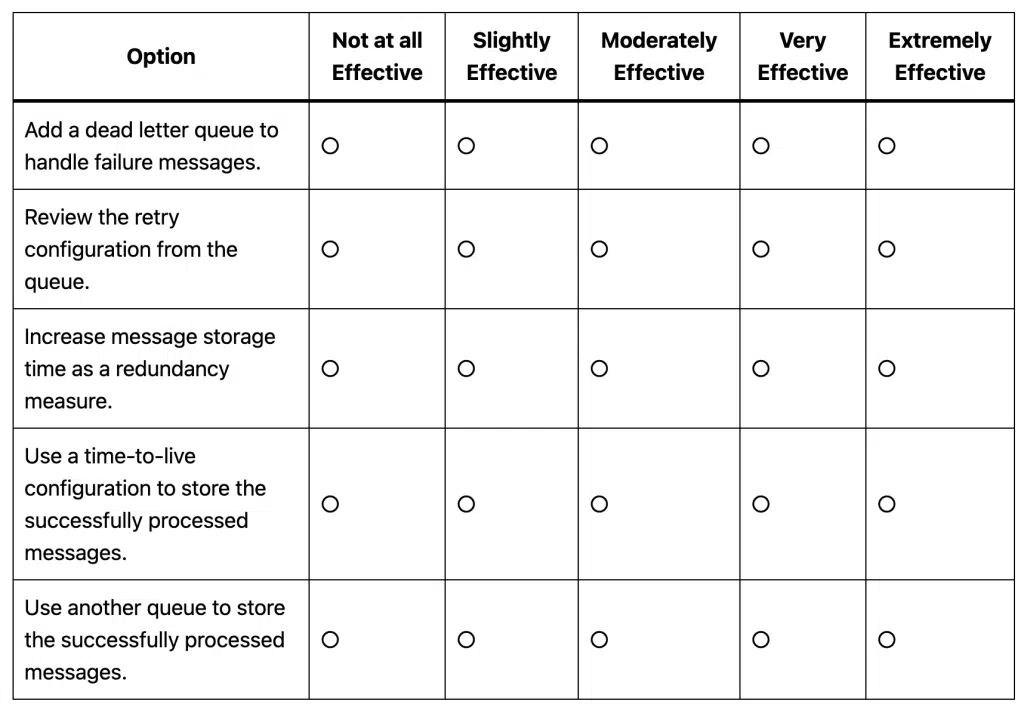 Option
Not at all
Effective
Slightly
Effective
Moderately
Effective
Very
Effective
Extremely
Effective
Add a dead letter queue to
handle failure messages.
Review the retry
configuration from the
queue.
Increase message storage
time as a redundancy
measure.
Use a time-to-live
configuration to store the
successfully processed
messages.
Use another queue to store
the successfully processed
messages.